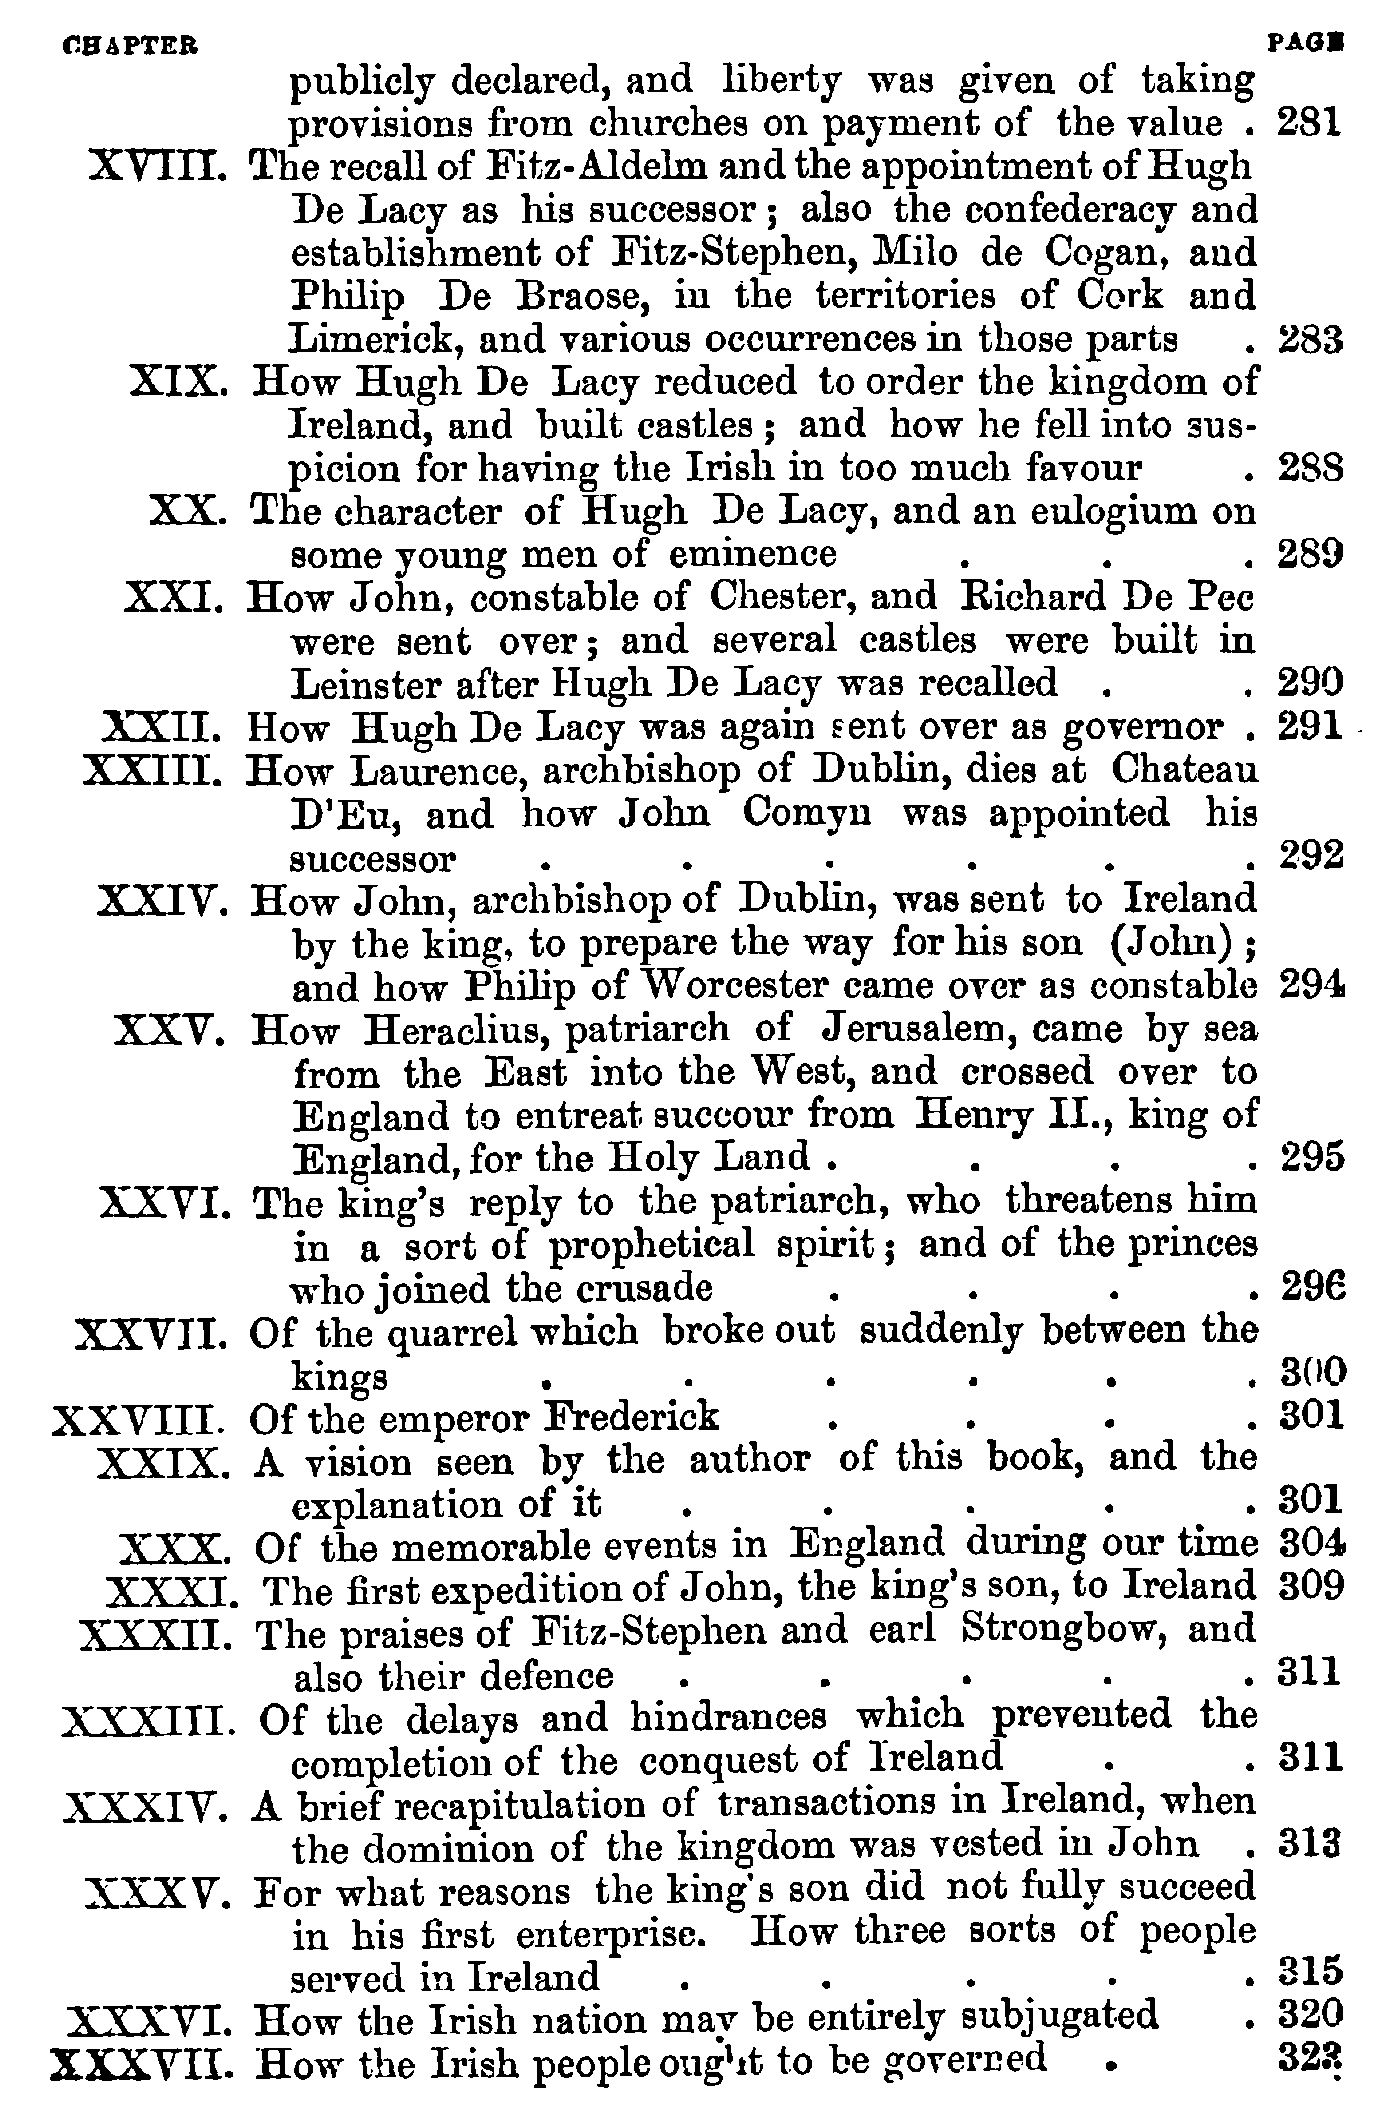 CHAPTER PAGE
publicly declared, and liberty was given of taking
provisions from churches on payment of the value . 281
XVIII. The recall of Fitz-Aldelm and the appointment of Hugh
De Lacy as his successor; also the confederacy and
establishment of Fitz-Stephen, Milo de Cogan, and
Philip De Braose, in the territories of Cork and
Limerick, and various occurrences in those parts . 283
XIX. How Hugh De Lacy reduced to order the kingdom of
Ireland, and built castles; and how he fell into sus-
picion for having the Irish in too much favour . 288
XX. The character of Hugh De Lacy, and an eulogium on
some young men of eminence . . . 289
XXI. How John, constable of Chester, and Richard De Pec
were sent over; and several castles were built in
Leinster after Hugh De Lacy was recalled . . 290
XXII. How Hugh De Lacy was again sent over as governor . 291
XXIII. How Laurence, archbishop of Dublin, dies at Chateau
D'Eu, and how John Comyn was appointed his
successor . . . . . . 292
XXIV. How John, archbishop of Dublin, was sent to Ireland
by the king, to prepare the way for his son (John);
and how Philip of Worcester came over as constable 294
XXV. How Heraclius, patriarch of Jerusalem, came by sea
from the East into the West, and crossed over to
England to entreat succour from Henry II., king of
England, for the Holy Land . . . . 295
XXVI. The king's reply to the patriarch, who threatens him
in a sort of prophetical spirit; and of the princes
who joined the crusade . . . . 296
XXVII. Of the quarrel which broke out suddenly between the
kings . . . . . . 300
XXVIII. Of the emperor Frederick . . . . 301
XXIX. A vision seen by the author of this book, and the
explanation of it . . . . . 301
XXX. Of the memorable events in England during our time 304
XXXI. The first expedition of John, the king's son, to Ireland 309
XXXII. The praises of Fitz-Stephen and earl Strongbow, and
also their defence . . . . . 311
XXXIII. Of the delays and hindrances which prevented the
completion of the conquest of Ireland . . 311
XXXIV. A brief recapitulation of transactions in Ireland, when
the dominion of the kingdom was vested in John . 313
XXXV. For what reasons the king's son did not fully succeed
in his first enterprise. How three sorts of people
served in Ireland . . . . . 315
XXXVI. How the Irish nation may be entirely subjugated . 320
XXXVII. How the Irish people ought to be governed .